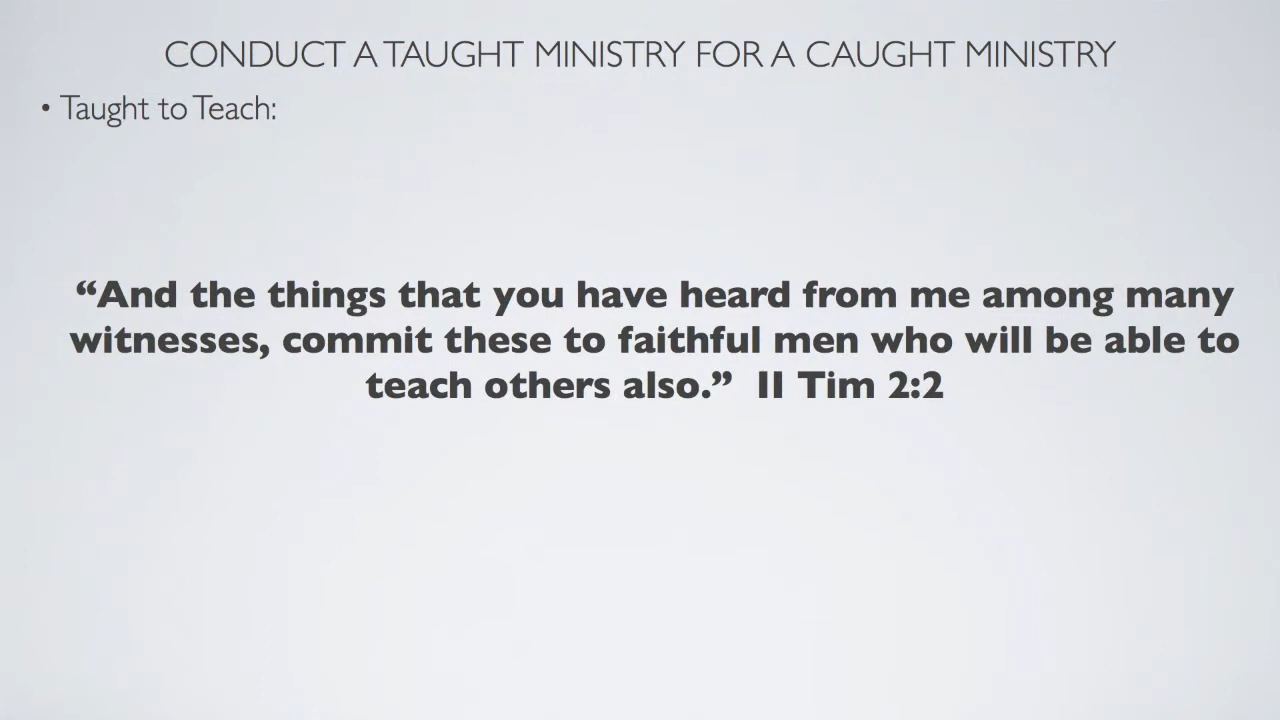 CONDUCT A TAUGHT MINISTRY FOR A CAUGHT MINISTRY
• Taught to Teach:
“And the things that you have heard from me among many
witnesses, commit these to faithful men who will be able to
teach others also.”  II Tim 2:2